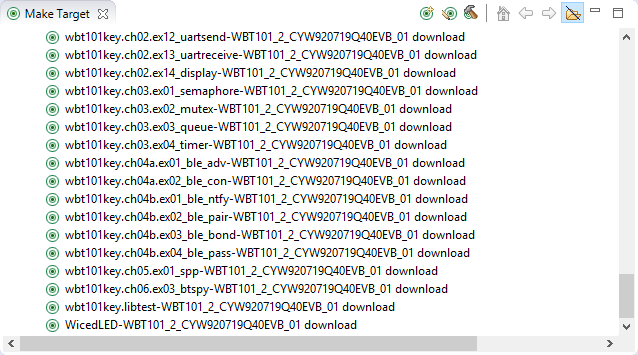 Make Target
wbt101key.ch02.ex12_uartsend-WBT101_2_CYW920719Q40EVB_01 download
wbt101key.ch02.ex13_uartreceive-WBT101_2_CYW920719Q40EVB_01 download
wbt101key.ch02.ex14_display-WBT101_2_CYW920719Q40EVB_01 download
wbt101key.ch03.ex01_semaphore-WBT101_2_CYW920719Q40EVB_01 download
wbt101key.ch03.ex02_mutex-WBT101_2_CYW920719Q40EVB_01 download
wbt101key.ch03.ex03_queue-WBT101_2_CYW920719Q40EVB_01 download
wbt101key.ch03.ex04_timer-WBT101_2_CYW920719Q40EVB_01 download
wbt101key.ch04a.ex01_ble_adv-WBT101_2_CYW920719Q40EVB_01 download
wbt101key.ch04a.ex02_ble_con-WBT101_2_CYW920719Q40EVB_01 download
wbt101key.ch04b.ex01_ble_ntfy-WBT101_2_CYW920719Q40EVB_01 download
wbt101key.ch04b.ex02_ble_pair-WBT101_2_CYW920719Q40EVB_01 download
wbt101key.ch04b.ex03_ble_bond-WBT101_2_CYW920719Q40EVB_01 download
wbt101key.ch04b.ex04_ble_pass-WBT101_2_CYW920719Q40EVB_01 download
wbt101key.ch05.ex01_spp-WBT101_2_CYW920719Q40EVB_01 download
wbt101key.ch06.ex03_btspy-WBT101_2_CYW920719Q40EVB_01 download
wbt101key.libtest-WBT101_2_CYW920719Q40EVB_01 download
WicedLED-WBT101_2_CYW920719Q40EVB_01 download